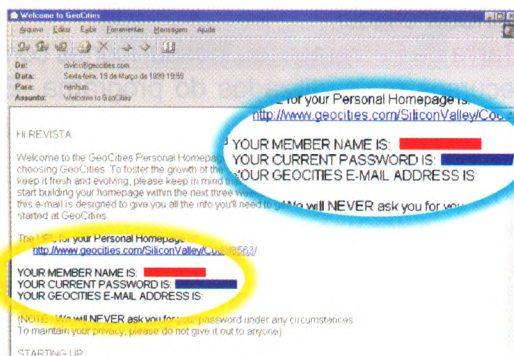 Welcome to GeoCities
Arquivo Editar Exibir Ferramentas Mensagem Ajuda
De: civico@geocities.com
Data: Sexta-feira, 19 de Março de 1999 19:55
Para: nenhum
Assunto: Welcome to GeoCities
Hi REVISTA
Welcome to the GeoCities Personal Homepage
choosing GeoCities. To foster the growth of the
keep it fresh and evolving, please keep in mind
start building your homepage within the next three
this e-mail is designed to give you all the info you'll need to
started at GeoCities.
The URL for your Personal Homepage
http://www.geocities.com/SiliconValley/
YOUR MEMBER NAME IS:
YOUR CURRENT PASSWORD IS:
YOUR GEOCITIES E-MAIL ADDRESS IS:
(NOTE: We will NEVER ask you for your password under any circumstances.
To maintain your privacy, please do not give it out to anyone)
STARTING UP:
for your Personal Homepage is:
http://www.geocities.com/SiliconValley/
YOUR MEMBER NAME IS:
YOUR CURRENT PASSWORD IS:
YOUR GEOCITIES E-MAIL ADDRESS IS:
We will NEVER ask you for